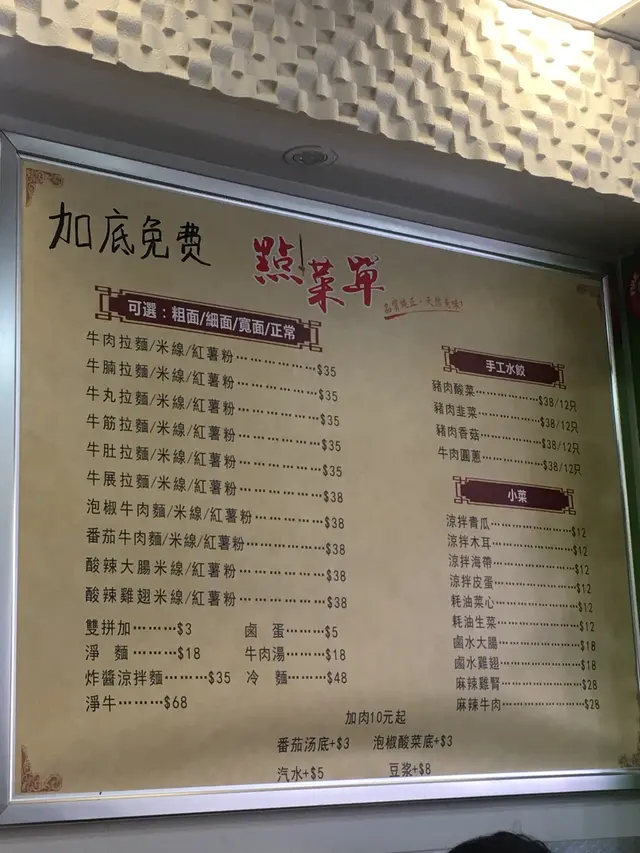 加底免費
點菜單
可選：粗面/細面/寬面/正常
牛肉拉麵/米線/紅薯粉………………$35
牛腩拉麵/米線/紅薯粉………………$35
牛丸拉麵/米線/紅薯粉………………$35
牛筋拉麵/米線/紅薯粉………………$35
牛肚拉麵/米線/紅薯粉………………$35
牛展拉麵/米線/紅薯粉………………$38
泡椒牛肉麵/米線/紅薯粉……………$38
番茄牛肉麵/米線/紅薯粉……………$38
酸辣大腸米線/紅薯粉………………$38
酸辣雞翅米線/紅薯粉………………$38
雙拼加………$3 鹵 蛋………$5
淨 麵………$18 牛肉湯………$18
炸醬涼拌麵………$35 冷 麵………$48
淨牛………$68
手工水餃
豬肉酸菜………………$38/12只
豬肉韭菜………………$38/12只
豬肉香菇………………$38/12只
牛肉圓蔥………………$38/12只
小菜
涼拌青瓜………………$12
涼拌木耳………………$12
涼拌海帶………………$12
涼拌皮蛋………………$12
耗油菜心………………$12
耗油生菜………………$12
鹵水大腸………………$18
鹵水雞翅………………$18
麻辣雞腎………………$28
麻辣牛肉………………$28
加肉10元起
番茄汤底+$3 泡椒酸菜底+$3
汽水+$5 豆浆+$8